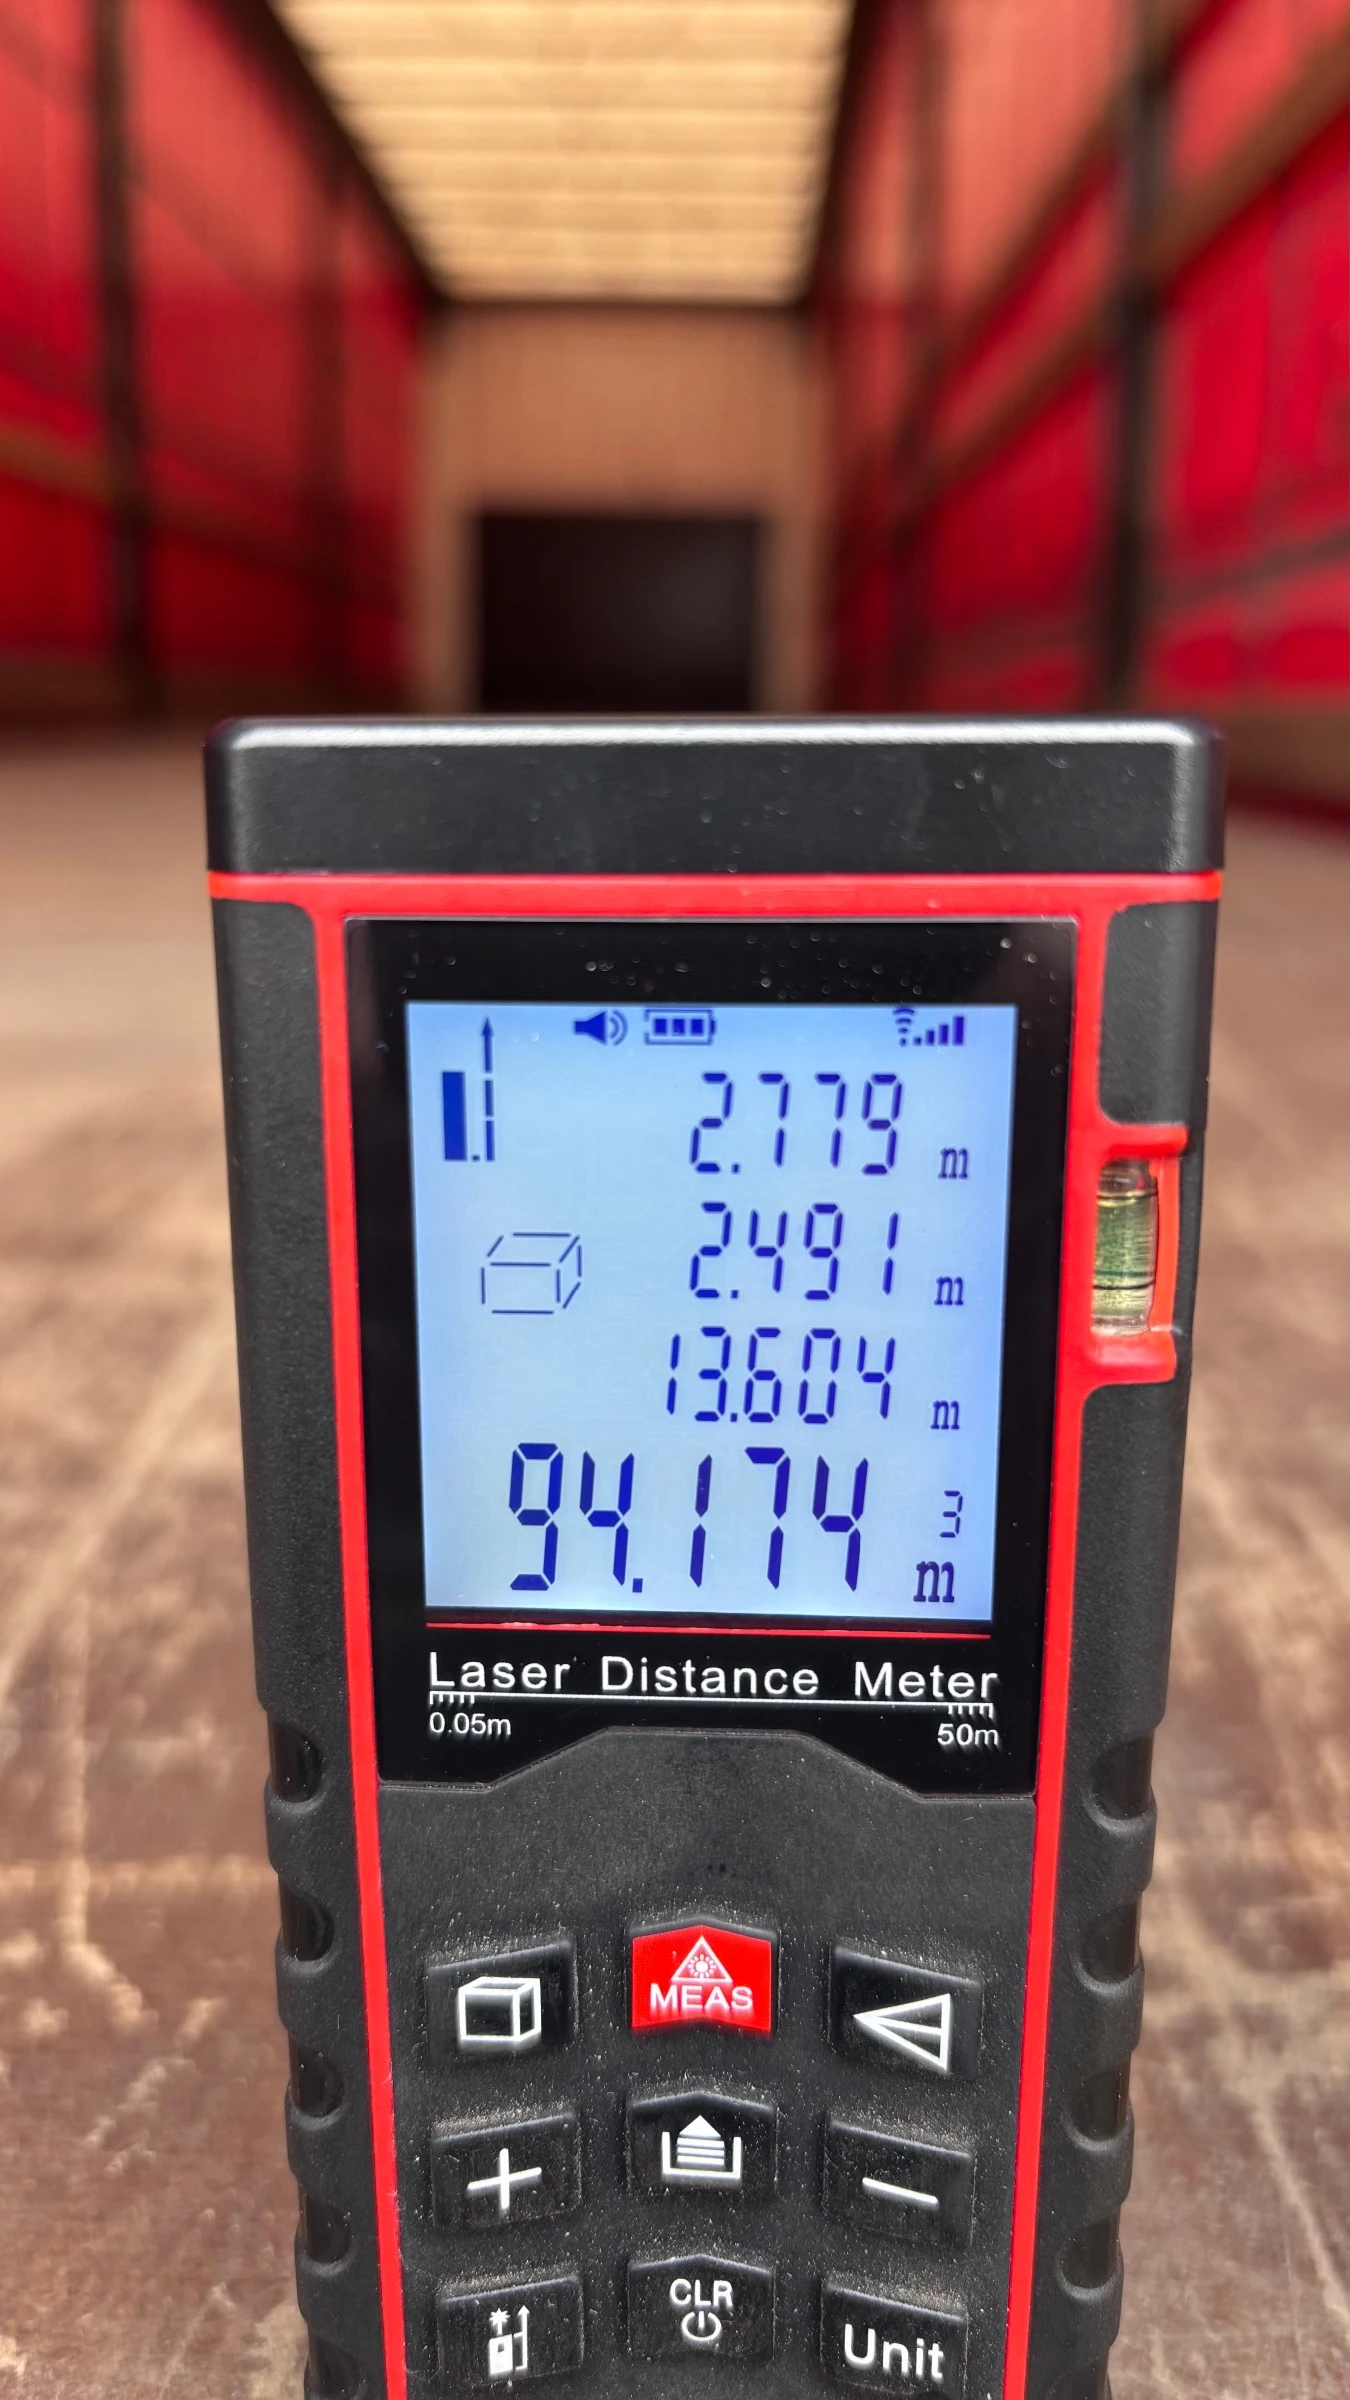 2.779 m
2.491 m
13.604 m
94.174 m³
Laser Distance Meter
0.05m 50m
MEAS
+ −
CLR
Unit